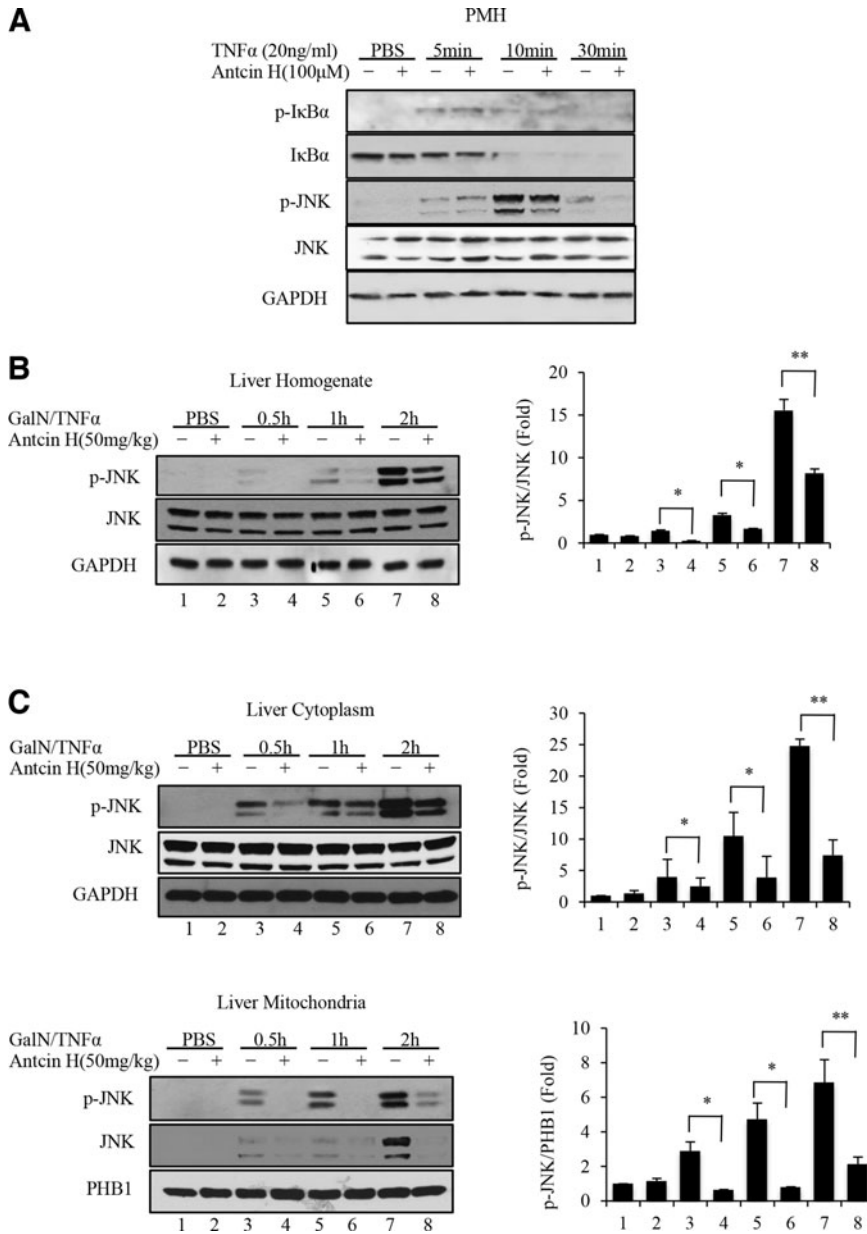 A
PMH
TNFα (20ng/ml) PBS 5min 10min 30min
Antcin H(100μM) − + − + − + − +
p-IκBα
IκBα
p-JNK
JNK
GAPDH
B
Liver Homogenate
GalN/TNFα PBS 0.5h 1h 2h
Antcin H(50mg/kg) − + − + − + − +
p-JNK
JNK
GAPDH
1 2 3 4 5 6 7 8
p-JNK/JNK (Fold)
20
15
10
5
0
* * **
1 2 3 4 5 6 7 8
C
Liver Cytoplasm
GalN/TNFα PBS 0.5h 1h 2h
Antcin H(50mg/kg) − + − + − + − +
p-JNK
JNK
GAPDH
1 2 3 4 5 6 7 8
p-JNK/JNK (Fold)
30
25
20
15
10
5
0
* * **
1 2 3 4 5 6 7 8
Liver Mitochondria
GalN/TNFα PBS 0.5h 1h 2h
Antcin H(50mg/kg) − + − + − + − +
p-JNK
JNK
PHB1
1 2 3 4 5 6 7 8
p-JNK/PHB1 (Fold)
10
8
6
4
2
0
* * **
1 2 3 4 5 6 7 8